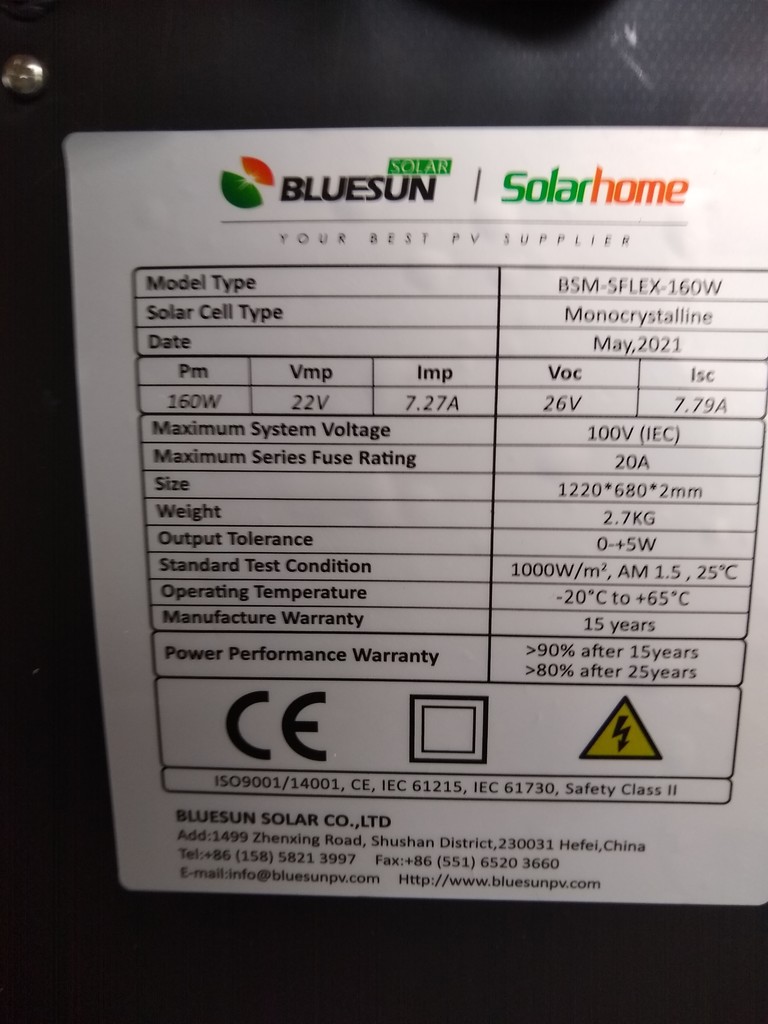 SOLAR
BLUESUN | Solarhome
YOUR BEST PV SUPPLIER
Model Type BSM-SFLEX-160W
Solar Cell Type Monocrystalline
Date May,2021
Pm Vmp Imp Voc Isc
160W 22V 7.27A 26V 7.79A
Maximum System Voltage 100V (IEC)
Maximum Series Fuse Rating 20A
Size 1220*680*2mm
Weight 2.7KG
Output Tolerance 0-+5W
Standard Test Condition 1000W/m², AM 1.5 , 25°C
Operating Temperature -20°C to +65°C
Manufacture Warranty 15 years
Power Performance Warranty >90% after 15years
>80% after 25years
CE
ISO9001/14001, CE, IEC 61215, IEC 61730, Safety Class II
BLUESUN SOLAR CO.,LTD
Add:1499 Zhenxing Road, Shushan District,230031 Hefei,China
Tel:+86 (158) 5821 3997 Fax:+86 (551) 6520 3660
E-mail:info@bluesunpv.com Http://www.bluesunpv.com